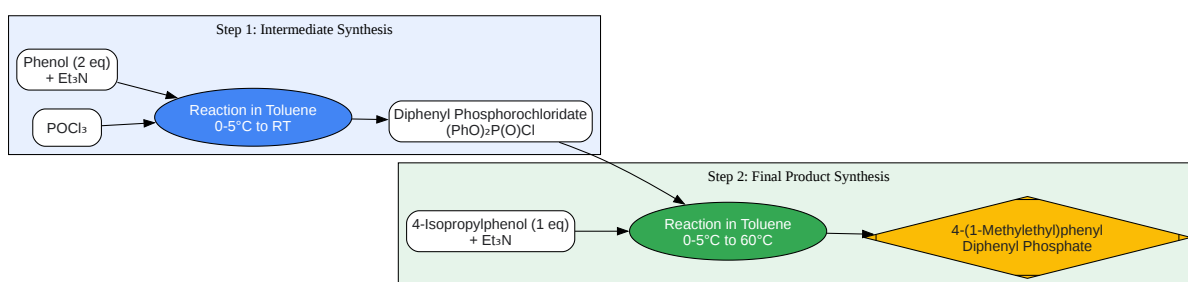 Step 1: Intermediate Synthesis
Phenol (2 eq)
+ Et₃N
POCl₃
Reaction in Toluene
0-5°C to RT
Diphenyl Phosphorochloridate
(PhO)₂P(O)Cl
Step 2: Final Product Synthesis
4-Isopropylphenol (1 eq)
+ Et₃N
Reaction in Toluene
0-5°C to 60°C
4-(1-Methylethyl)phenyl
Diphenyl Phosphate